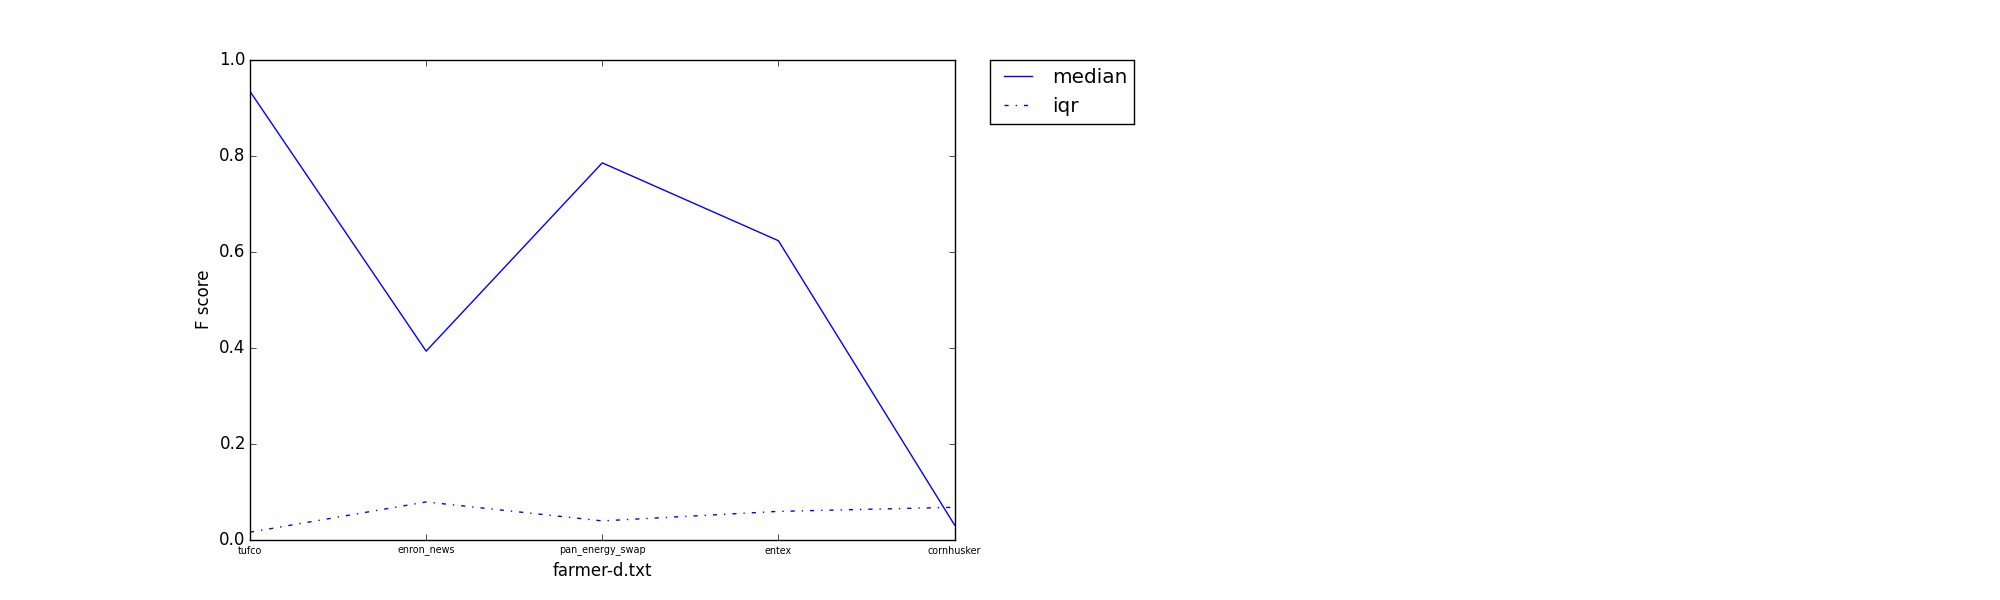 1.0
0.8
0.6
0.4
0.2
0.0
F score
tufco
enron_news
pan_energy_swap
entex
cornhusker
farmer-d.txt
median
iqr